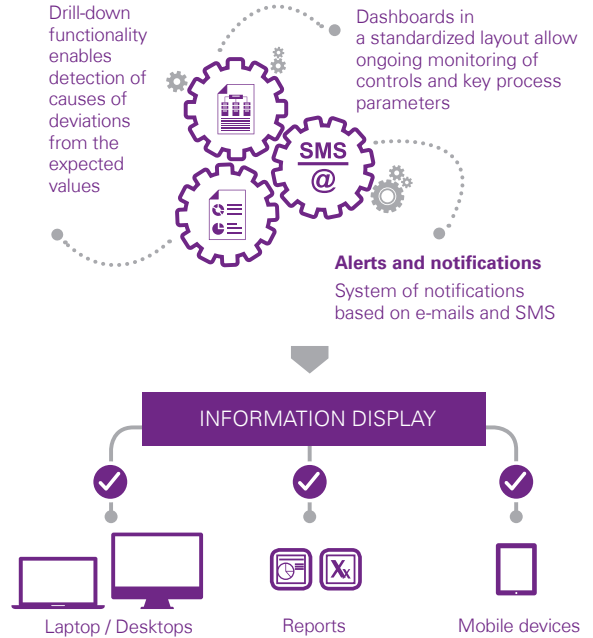 Drill-down
functionality
enables
detection of
causes of
deviations
from the
expected
values
Dashboards in
a standardized layout allow
ongoing monitoring of
controls and key process
parameters
SMS
@
Alerts and notifications
System of notifications
based on e-mails and SMS
INFORMATION DISPLAY
Laptop / Desktops
Reports
Mobile devices